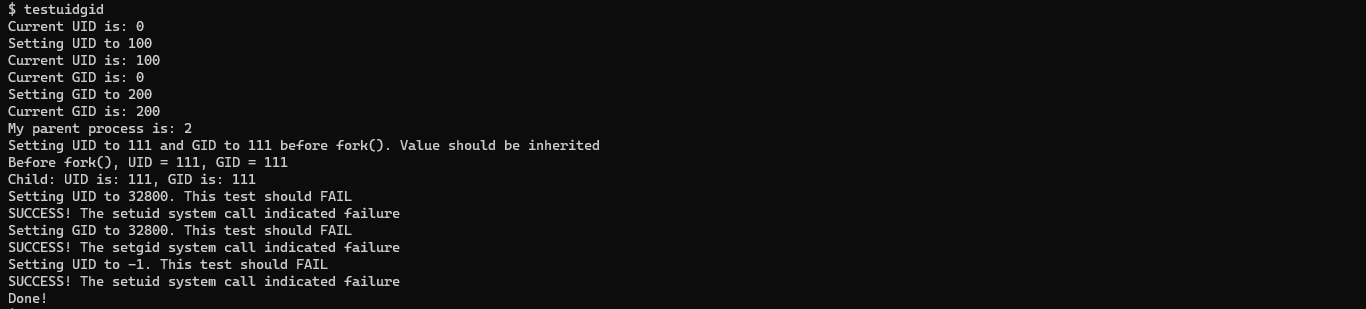 $ testuidgid
Current UID is: 0
Setting UID to 100
Current UID is: 100
Current GID is: 0
Setting GID to 200
Current GID is: 200
My parent process is: 2
Setting UID to 111 and GID to 111 before fork(). Value should be inherited
Before fork(), UID = 111, GID = 111
Child: UID is: 111, GID is: 111
Setting UID to 32800. This test should FAIL
SUCCESS! The setuid system call indicated failure
Setting GID to 32800. This test should FAIL
SUCCESS! The setgid system call indicated failure
Setting UID to -1. This test should FAIL
SUCCESS! The setuid system call indicated failure
Done!